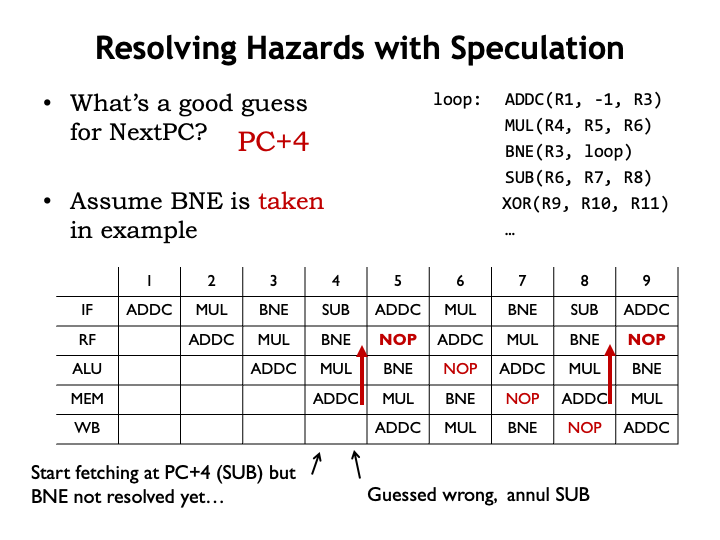 Resolving Hazards with Speculation
• What's a good guess
for NextPC? PC+4
• Assume BNE is taken
in example
loop: ADDC(R1, -1, R3)
MUL(R4, R5, R6)
BNE(R3, loop)
SUB(R6, R7, R8)
XOR(R9, R10, R11)
…
1 2 3 4 5 6 7 8 9
IF ADDC MUL BNE SUB ADDC MUL BNE SUB ADDC
RF ADDC MUL BNE NOP ADDC MUL BNE NOP
ALU ADDC MUL BNE NOP ADDC MUL BNE
MEM ADDC MUL BNE NOP ADDC MUL
WB ADDC MUL BNE NOP ADDC
Start fetching at PC+4 (SUB) but
BNE not resolved yet…
Guessed wrong, annul SUB